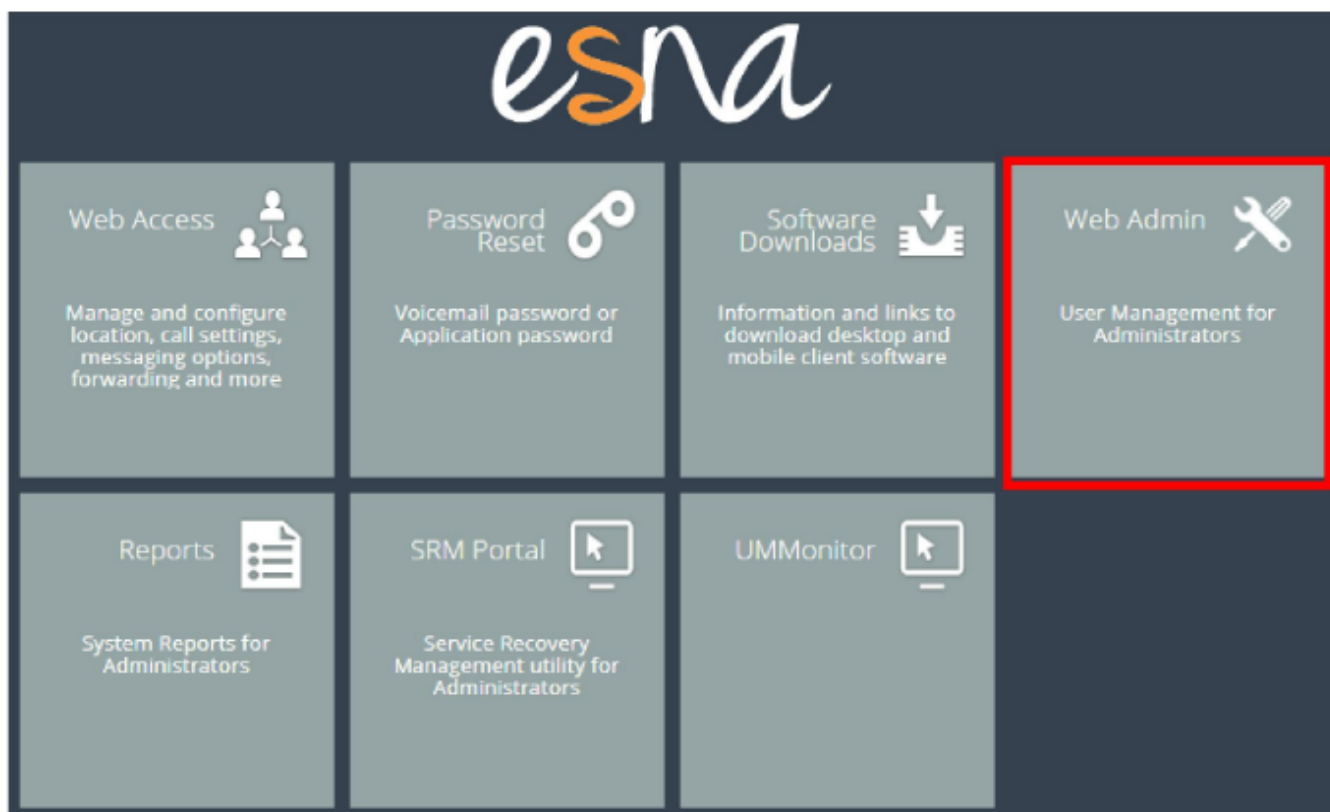 esna
Web Access
Manage and configure
location, call settings,
messaging options,
forwarding and more
Password
Reset
Voicemail password or
Application password
Software
Downloads
Information and links to
download desktop and
mobile client software
Web Admin
User Management for
Administrators
Reports
System Reports for
Administrators
SRM Portal
Service Recovery
Management utility for
Administrators
UMMonitor